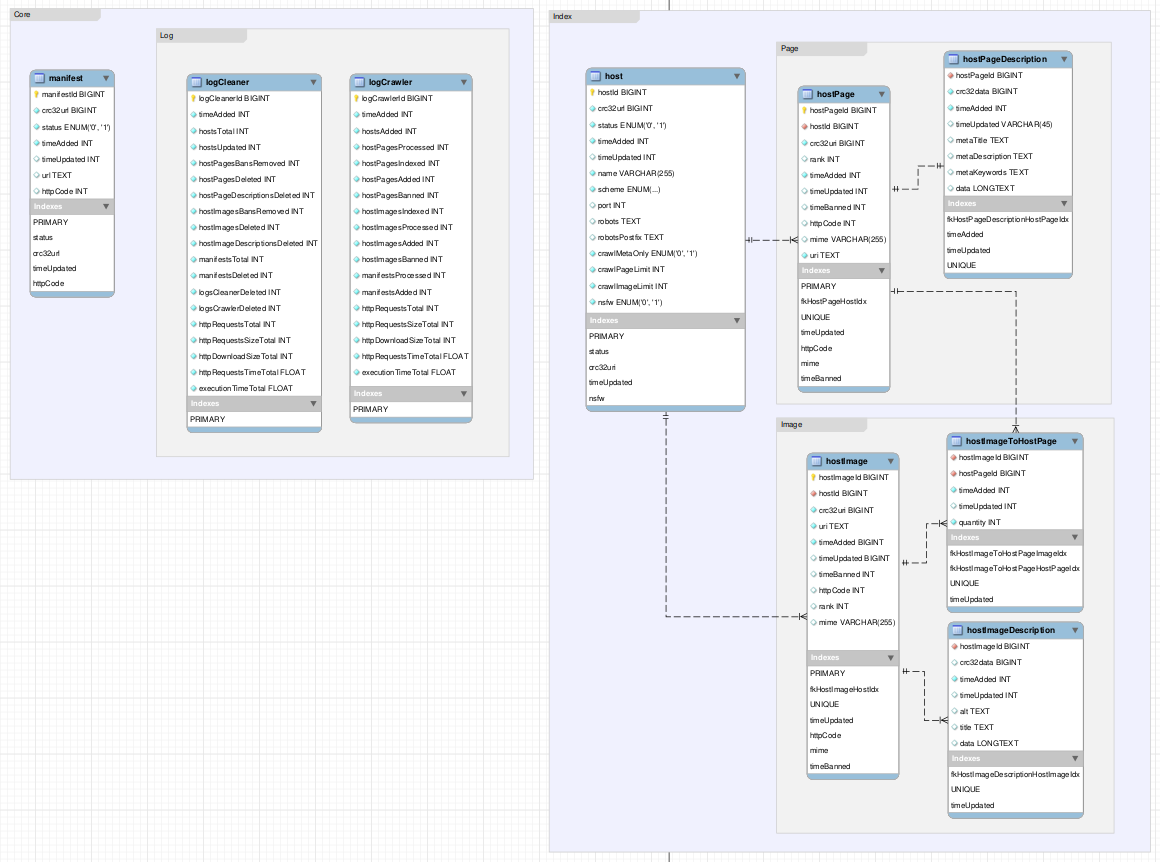 Core
Log
manifest
manifestId BIGINT
crc32url BIGINT
status ENUM('0', '1')
timeAdded INT
timeUpdated INT
url TEXT
httpCode INT
Indexes
PRIMARY
status
crc32url
timeUpdated
httpCode
logCleaner
logCleanerId BIGINT
timeAdded INT
hostsTotal INT
hostsUpdated INT
hostPagesBansRemoved INT
hostPagesDeleted INT
hostPageDescriptionsDeleted INT
hostImagesBansRemoved INT
hostImagesDeleted INT
hostImageDescriptionsDeleted INT
manifestsTotal INT
manifestsDeleted INT
logsCleanerDeleted INT
logsCrawlerDeleted INT
httpRequestsTotal INT
httpRequestsSizeTotal INT
httpDownloadSizeTotal INT
httpRequestsTimeTotal FLOAT
executionTimeTotal FLOAT
Indexes
PRIMARY
logCrawler
logCrawlerId BIGINT
timeAdded INT
hostsAdded INT
hostPagesProcessed INT
hostPagesIndexed INT
hostPagesAdded INT
hostPagesBanned INT
hostImagesIndexed INT
hostImagesProcessed INT
hostImagesAdded INT
hostImagesBanned INT
manifestsProcessed INT
manifestsAdded INT
httpRequestsTotal INT
httpRequestsSizeTotal INT
httpDownloadSizeTotal INT
httpRequestsTimeTotal FLOAT
executionTimeTotal FLOAT
Indexes
PRIMARY
Index
host
hostId BIGINT
crc32url BIGINT
status ENUM('0', '1')
timeAdded INT
timeUpdated INT
name VARCHAR(255)
scheme ENUM(...)
port INT
robots TEXT
robotsPostfix TEXT
crawlMetaOnly ENUM('0', '1')
crawlPageLimit INT
crawlImageLimit INT
nsfw ENUM('0', '1')
Indexes
PRIMARY
status
crc32url
timeUpdated
nsfw
Page
hostPage
hostPageId BIGINT
hostId BIGINT
crc32uri BIGINT
rank INT
timeAdded INT
timeUpdated INT
timeBanned INT
httpCode INT
mime VARCHAR(255)
uri TEXT
Indexes
PRIMARY
fkHostPageHostIdx
UNIQUE
timeUpdated
httpCode
mime
timeBanned
hostPageDescription
hostPageId BIGINT
crc32data BIGINT
timeAdded INT
timeUpdated VARCHAR(45)
metaTitle TEXT
metaDescription TEXT
metaKeywords TEXT
data LONGTEXT
Indexes
fkHostPageDescriptionHostPageIdx
timeAdded
timeUpdated
UNIQUE
Image
hostImage
hostImageId BIGINT
hostId BIGINT
crc32uri BIGINT
uri TEXT
timeAdded BIGINT
timeUpdated BIGINT
timeBanned INT
httpCode INT
rank INT
mime VARCHAR(255)
Indexes
PRIMARY
fkHostImageHostIdx
UNIQUE
timeUpdated
httpCode
mime
timeBanned
hostImageToHostPage
hostImageId BIGINT
hostPageId BIGINT
timeAdded INT
timeUpdated INT
quantity INT
Indexes
fkHostImageToHostPageImageIdx
fkHostImageToHostPageHostPageIdx
UNIQUE
timeUpdated
hostImageDescription
hostImageId BIGINT
crc32data BIGINT
timeAdded INT
timeUpdated INT
alt TEXT
title TEXT
data LONGTEXT
Indexes
fkHostImageDescriptionHostImageIdx
UNIQUE
timeUpdated